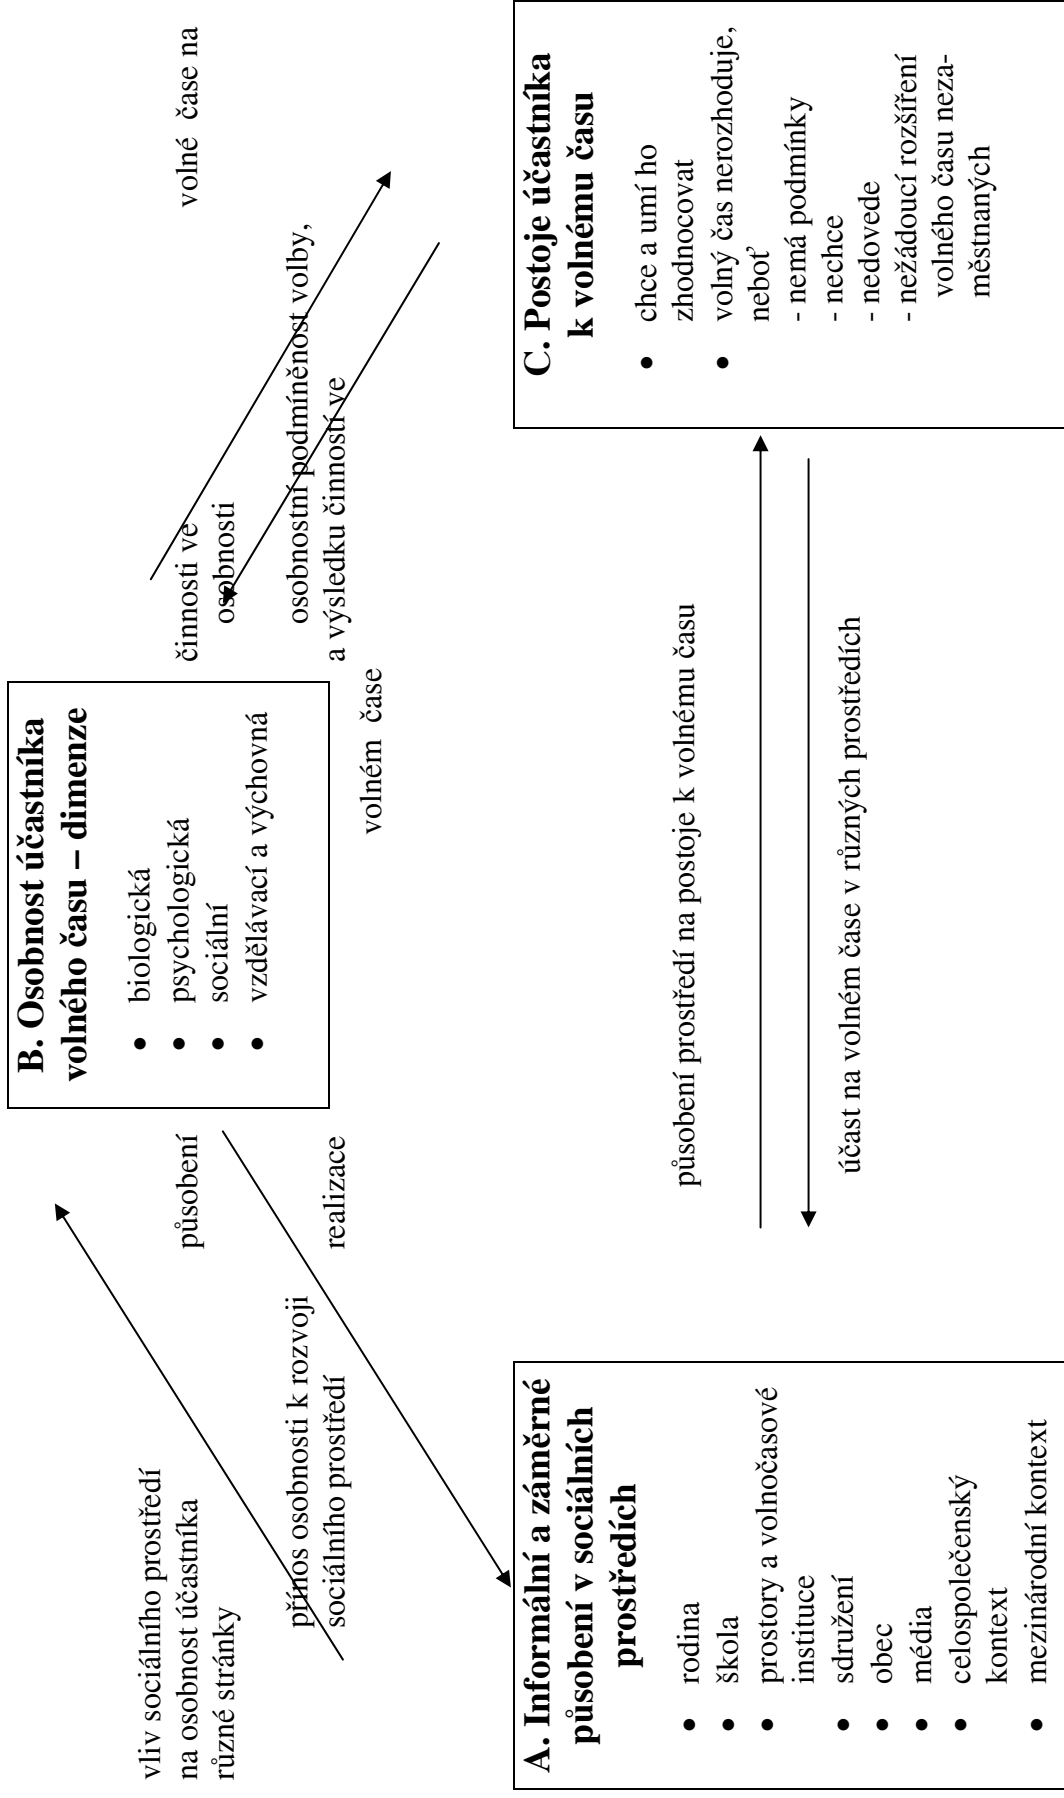 B. Osobnost účastníka
volného času – dimenze
• biologická
• psychologická
• sociální
• vzdělávací a výchovná
vliv sociálního prostředí
na osobnost účastníka
různé stránky
působení
činnosti ve
osobnosti
volné čase na
přínos osobnosti k rozvoji
sociálního prostředí
realizace
osobnostní podmíněnost volby,
a výsledku činností ve
volném čase
A. Informální a záměrné
působení v sociálních
prostředích
• rodina
• škola
• prostory a volnočasové
instituce
• sdružení
• obec
• média
• celospolečenský
kontext
• mezinárodní kontext
působení prostředí na postoje k volnému času
účast na volném čase v různých prostředích
C. Postoje účastníka
k volnému času
• chce a umí ho
zhodnocovat
• volný čas nerozhoduje,
neboť
- nemá podmínky
- nechce
- nedovede
- nežádoucí rozšíření
volného času neza-
městnaných